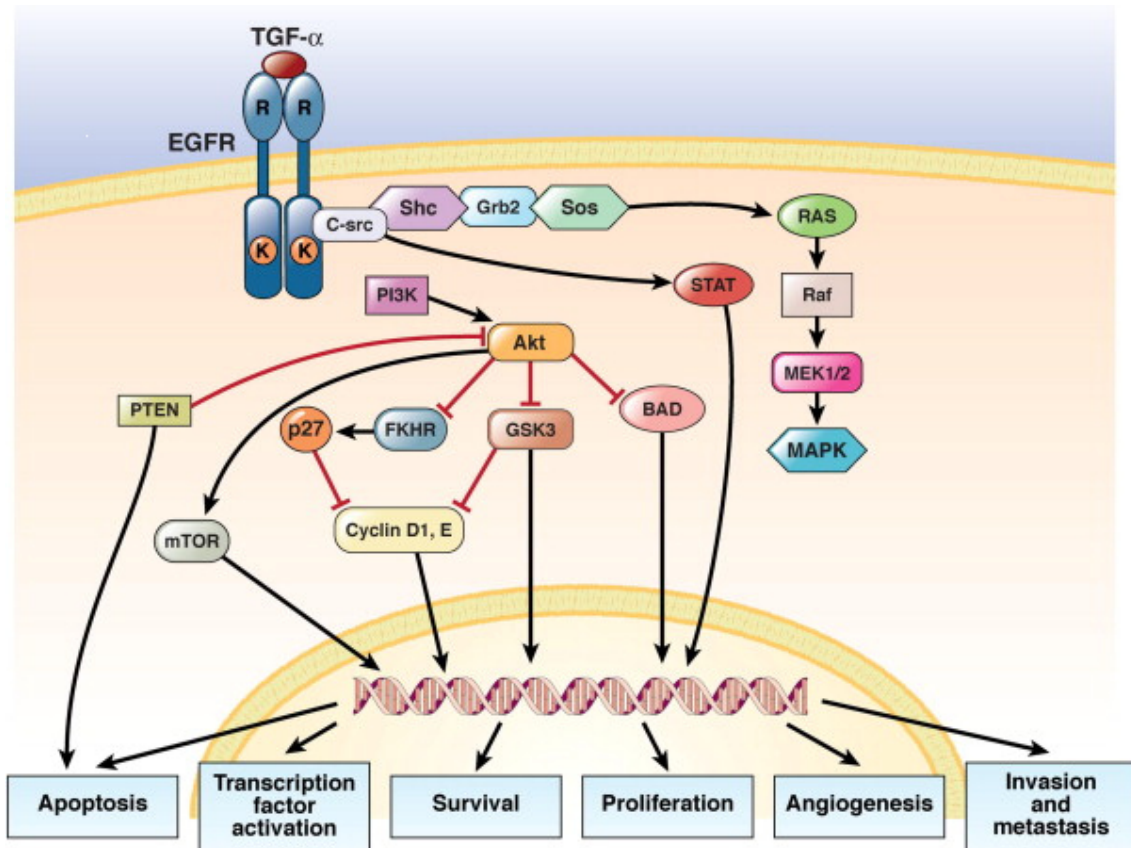 TGF-α
R R
EGFR
Shc Grb2 Sos
C-src
RAS
K K
PI3K
STAT
Raf
Akt
MEK1/2
PTEN
p27 FKHR GSK3 BAD
MAPK
mTOR
Cyclin D1, E
Apoptosis
Transcription
factor
activation
Survival
Proliferation
Angiogenesis
Invasion
and
metastasis